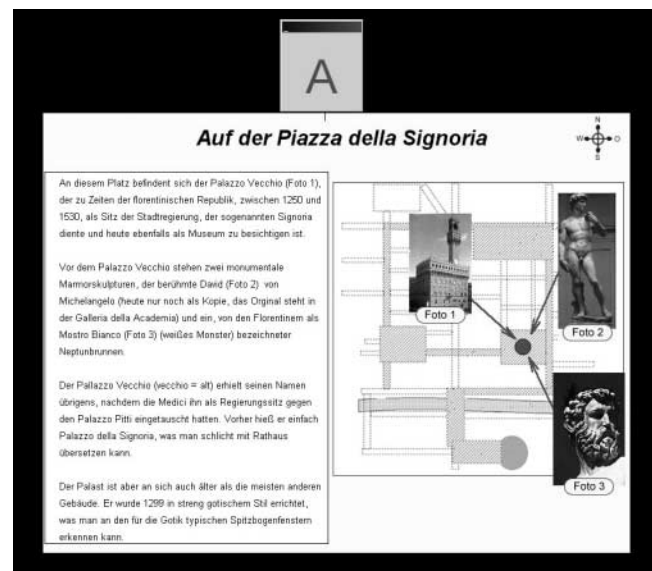 A
Auf der Piazza della Signoria
N
W
O
S
An diesem Platz befindent sich der Palazzo Vecchio (Foto 1),
der zu Zeiten der florentinischen Republik, zwischen 1250 und
1530, als Sitz der Stadtregierung, der sogenannten Signoria
diente und heute ebenfalls als Museum zu besichtigen ist.
Vor dem Palazzo Vecchio stehen zwei monumentale
Marmorskulpturen, der berühmte David (Foto 2) von
Michelangelo (heute nur noch als Kopie, das Orginal steht in
der Galleria della Academia) und ein, von den Florentinern als
Mostro Bianco (Foto 3) (weißes Monster) bezeichneter
Neptunbrunnen.
Der Pallazzo Vecchio (vecchio = alt) erhielt seinen Namen
übrigens, nachdem die Medici ihn als Regierungssitz gegen
den Palazzo Pitti eingetauscht hatten. Vorher hieß er einfach
Palazzo della Signoria, was man schlicht mit Rathaus
übersetzen kann.
Der Palast ist aber an sich auch älter als die meisten anderen
Gebäude. Er wurde 1299 in streng gotischem Stil errichtet,
was man an den für die Gotik typischen Spitzbogenfenstern
erkennen kann.
Foto 1
Foto 2
Foto 3